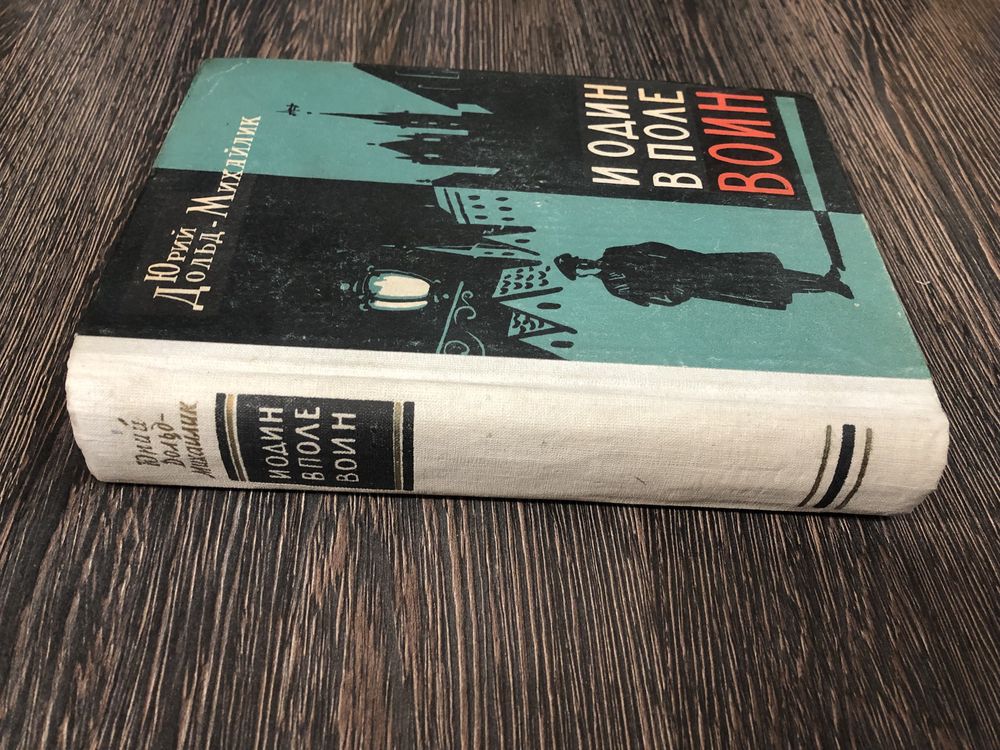 Юрий
Дольд-Михайлик
И ОДИН
В ПОЛЕ
ВОИН
Юрий
Дольд-
Михайлик
И ОДИН
В ПОЛЕ
ВОИН